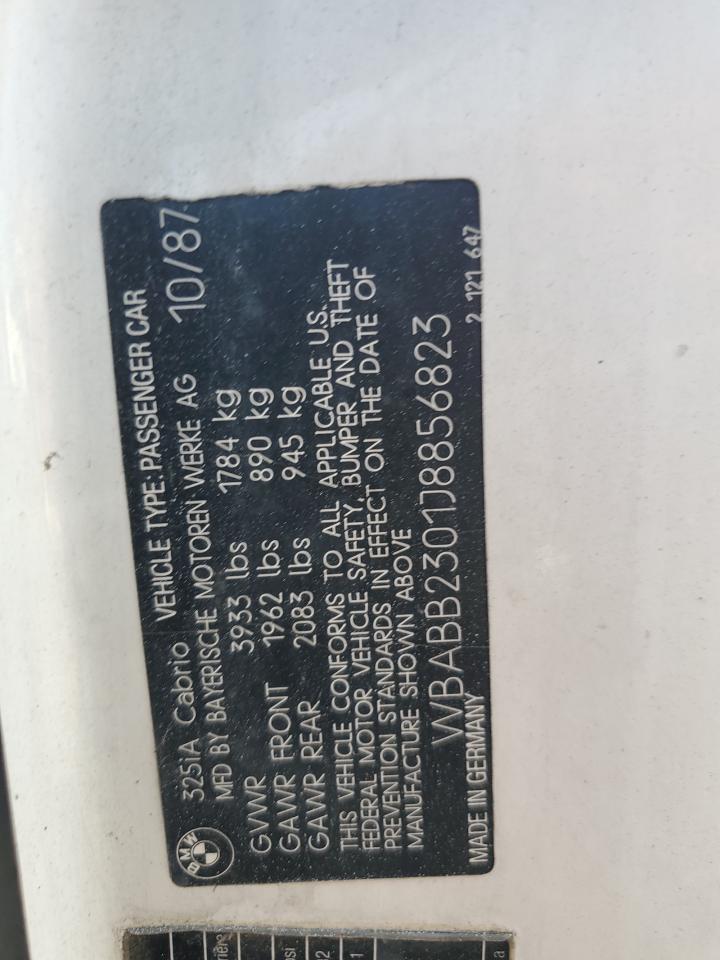 BMW
325iA Cabrio VEHICLE TYPE: PASSENGER CAR
MFD BY BAYERISCHE MOTOREN WERKE AG 10/87
GVWR 3933 lbs 1784 kg
GAWR FRONT 1962 lbs 890 kg
GAWR REAR 2083 lbs 945 kg
THIS VEHICLE CONFORMS TO ALL APPLICABLE U.S.
FEDERAL MOTOR VEHICLE SAFETY, BUMPER AND THEFT
PREVENTION STANDARDS IN EFFECT ON THE DATE OF
MANUFACTURE SHOWN ABOVE
WBABB2301J8856823
MADE IN GERMANY 2 121 647